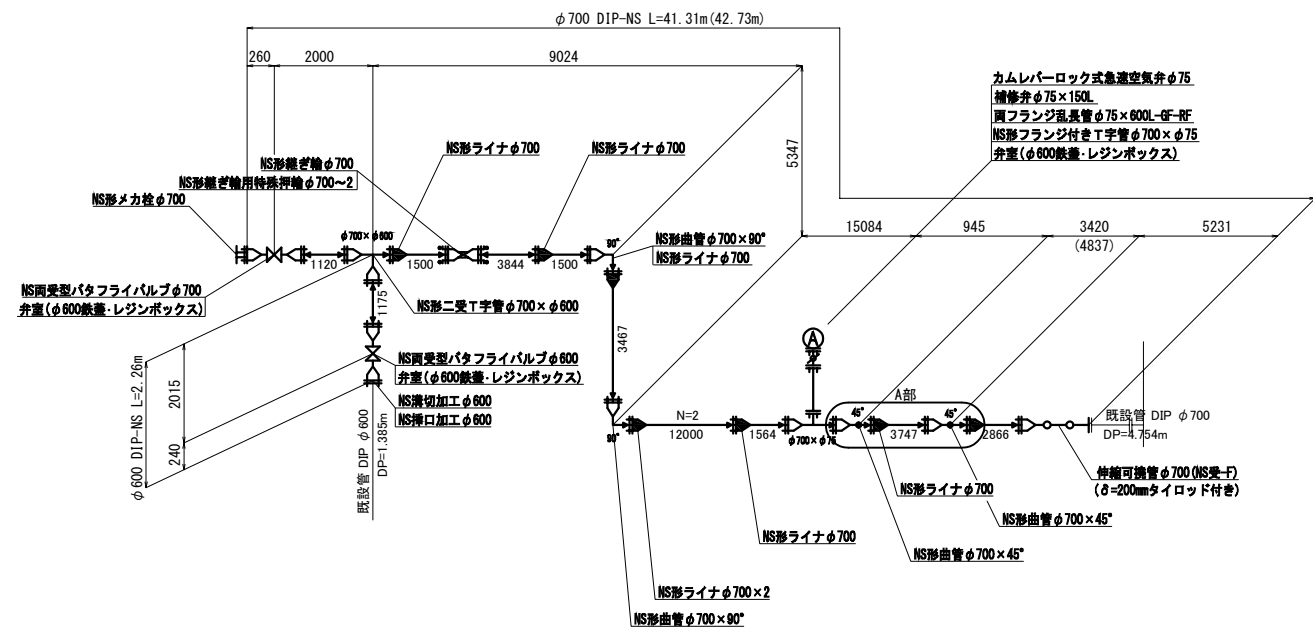 φ700 DIP-NS L=41.31m(42.73m)
260
2000
9024
カムレバーロック式急速空気弁φ75
補修弁φ75×150L
両フランジ乱長管φ75×600L-GF-RF
NS形フランジ付きT字管φ700×φ75
弁室(φ600鉄蓋・レジンボックス)
5347
NS形ライナφ700
NS形ライナφ700
NS形継ぎ輪φ700
NS形継ぎ輪用特殊押輪φ700～2
NS形メカ栓φ700
15084
945
3420
(4837)
5231
φ700×φ600
90°
NS形曲管φ700×90°
NS形ライナφ700
1120
1500
3844
1500
NS両受型バタフライバルブφ700
弁室(φ600鉄蓋・レジンボックス)
1175
NS形二受T字管φ700×φ600
3467
A
NS両受型バタフライバルブφ600
弁室(φ600鉄蓋・レジンボックス)
NS溝切加工φ600
NS挿口加工φ600
φ600 DIP-NS L=2.26m
2015
240
既設管 DIP φ600
DP=1.385m
A部
45°
45°
N=2
12000
1564
φ700×φ75
3747
2866
90°
既設管 DIP φ700
DP=4.754m
伸縮可撓管φ700(NS受-F)
(δ=200mmタイロッド付き)
NS形ライナφ700
NS形曲管φ700×45°
NS形ライナφ700
NS形曲管φ700×45°
NS形ライナφ700×2
NS形曲管φ700×90°